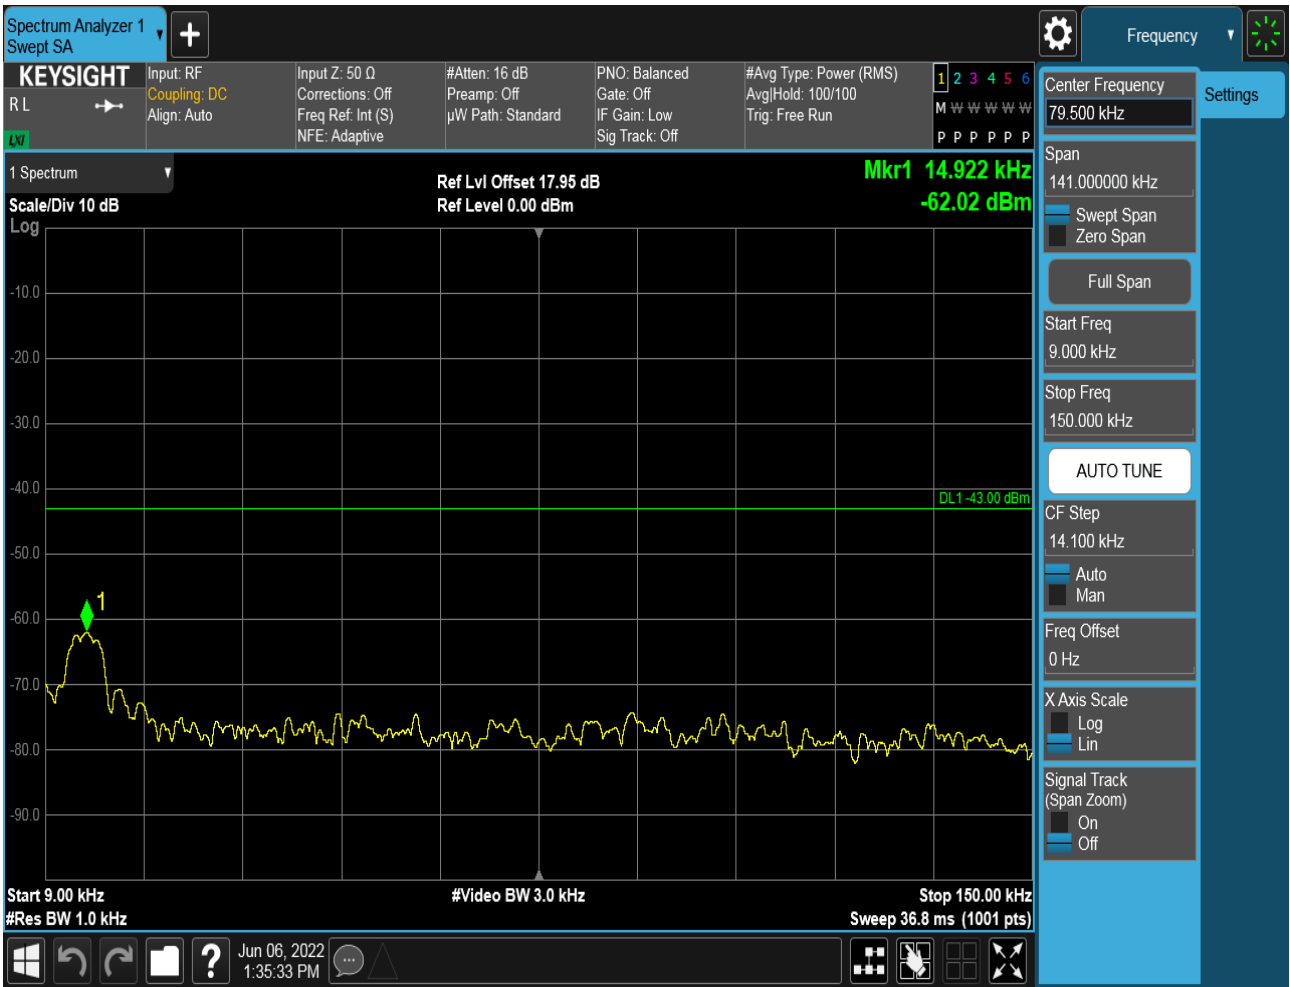 Spectrum Analyzer 1
Swept SA
+
Frequency
KEYSIGHT
R L
LXI
Input: RF
Coupling: DC
Align: Auto
Input Z: 50 Ω
Corrections: Off
Freq Ref: Int (S)
NFE: Adaptive
#Atten: 16 dB
Preamp: Off
µW Path: Standard
PNO: Balanced
Gate: Off
IF Gain: Low
Sig Track: Off
#Avg Type: Power (RMS)
Avg|Hold: 100/100
Trig: Free Run
1 2 3 4 5 6
M W W W W W
P P P P P P
1 Spectrum
Scale/Div 10 dB
Log
Ref Lvl Offset 17.95 dB
Ref Level 0.00 dBm
Mkr1 14.922 kHz
-62.02 dBm
-10.0
-20.0
-30.0
-40.0
DL1 -43.00 dBm
-50.0
1
-60.0
-70.0
-80.0
-90.0
Start 9.00 kHz
#Res BW 1.0 kHz
#Video BW 3.0 kHz
Stop 150.00 kHz
Sweep 36.8 ms (1001 pts)
Center Frequency
79.500 kHz
Settings
Span
141.000000 kHz
Swept Span
Zero Span
Full Span
Start Freq
9.000 kHz
Stop Freq
150.000 kHz
AUTO TUNE
CF Step
14.100 kHz
Auto
Man
Freq Offset
0 Hz
X Axis Scale
Log
Lin
Signal Track
(Span Zoom)
On
Off
?
Jun 06, 2022
1:35:33 PM